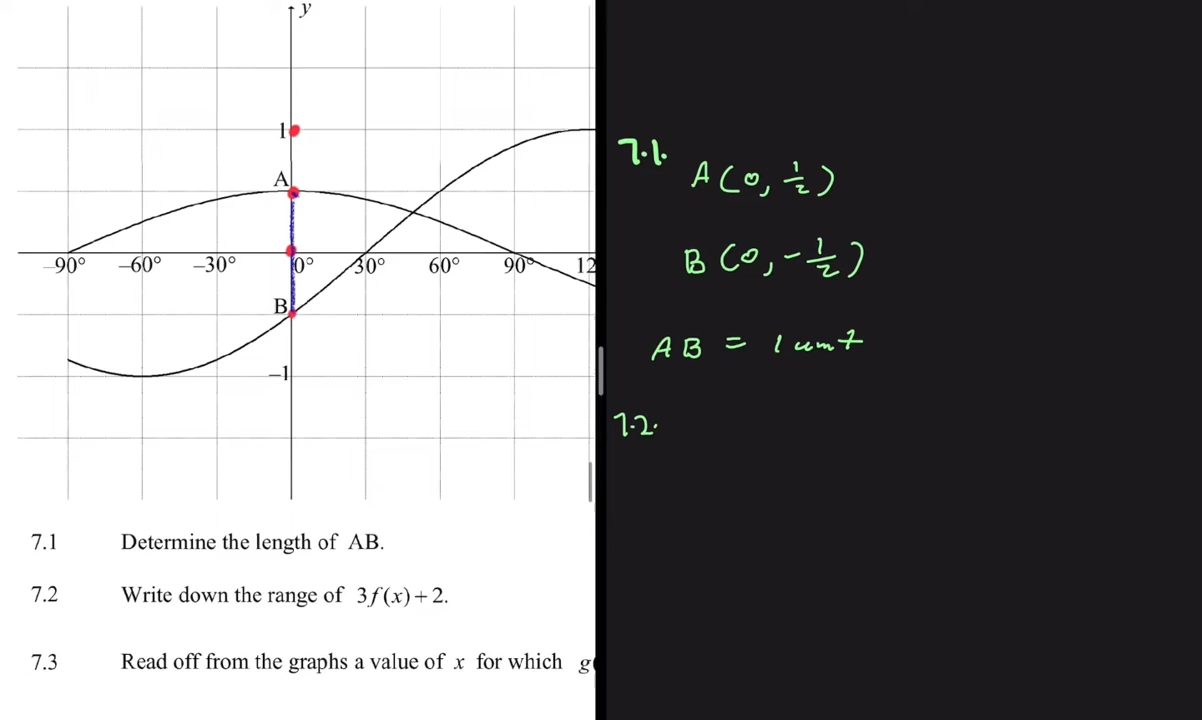 y
1
A
–90° –60° –30° 0° 30° 60° 90° 12
B
–1
7.1 Determine the length of AB.
7.2 Write down the range of 3f(x)+2.
7.3 Read off from the graphs a value of x for which g
7.1.
A(0, 1/2)
B(0, -1/2)
AB = 1 unit
7.2.